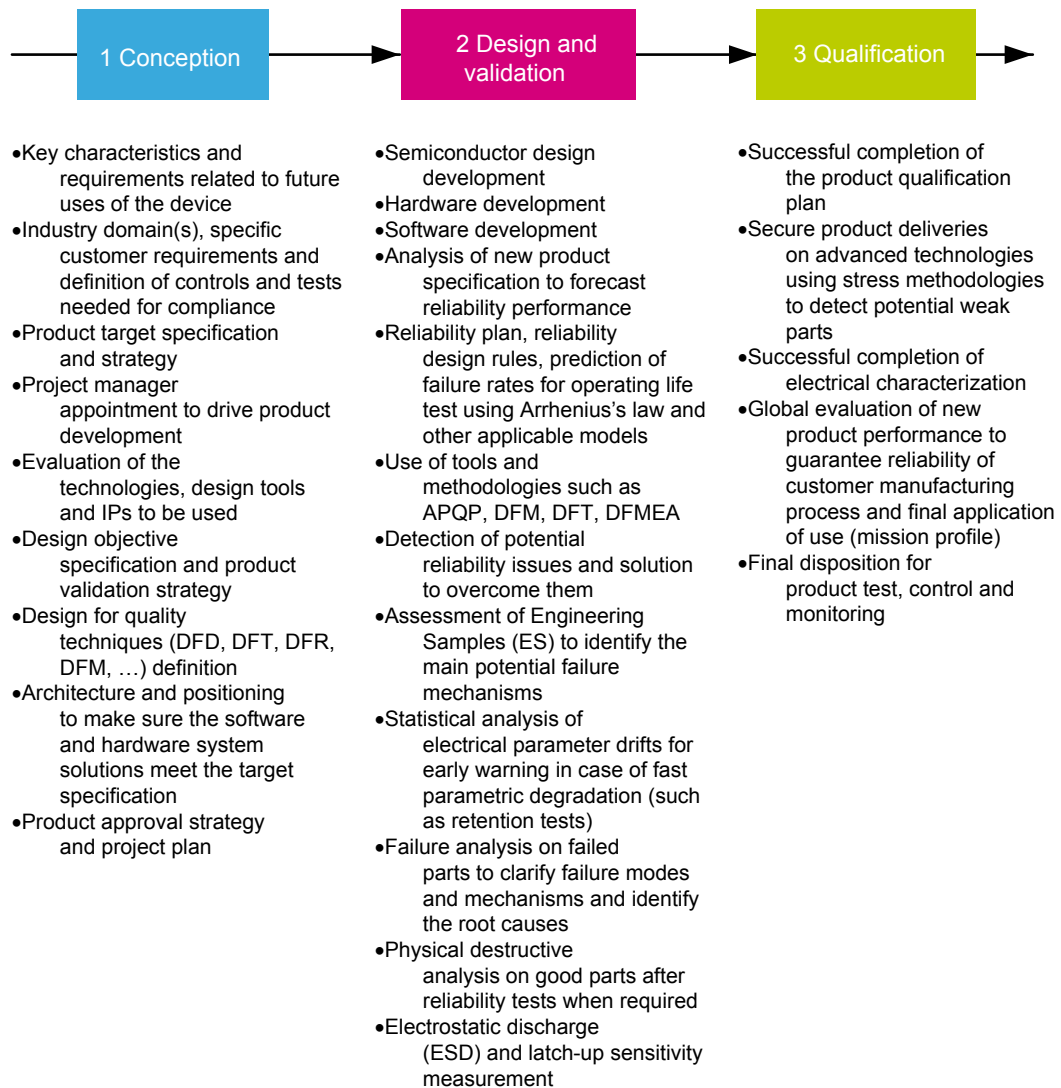 1 Conception
2 Design and
validation
3 Qualification
•Key characteristics and
requirements related to future
uses of the device
•Industry domain(s), specific
customer requirements and
definition of controls and tests
needed for compliance
•Product target specification
and strategy
•Project manager
appointment to drive product
development
•Evaluation of the
technologies, design tools
and IPs to be used
•Design objective
specification and product
validation strategy
•Design for quality
techniques (DFD, DFT, DFR,
DFM, …) definition
•Architecture and positioning
to make sure the software
and hardware system
solutions meet the target
specification
•Product approval strategy
and project plan
•Semiconductor design
development
•Hardware development
•Software development
•Analysis of new product
specification to forecast
reliability performance
•Reliability plan, reliability
design rules, prediction of
failure rates for operating life
test using Arrhenius’s law and
other applicable models
•Use of tools and
methodologies such as
APQP, DFM, DFT, DFMEA
•Detection of potential
reliability issues and solution
to overcome them
•Assessment of Engineering
Samples (ES) to identify the
main potential failure
mechanisms
•Statistical analysis of
electrical parameter drifts for
early warning in case of fast
parametric degradation (such
as retention tests)
•Failure analysis on failed
parts to clarify failure modes
and mechanisms and identify
the root causes
•Physical destructive
analysis on good parts after
reliability tests when required
•Electrostatic discharge
(ESD) and latch-up sensitivity
measurement
•Successful completion of
the product qualification
plan
•Secure product deliveries
on advanced technologies
using stress methodologies
to detect potential weak
parts
•Successful completion of
electrical characterization
•Global evaluation of new
product performance to
guarantee reliability of
customer manufacturing
process and final application
of use (mission profile)
•Final disposition for
product test, control and
monitoring